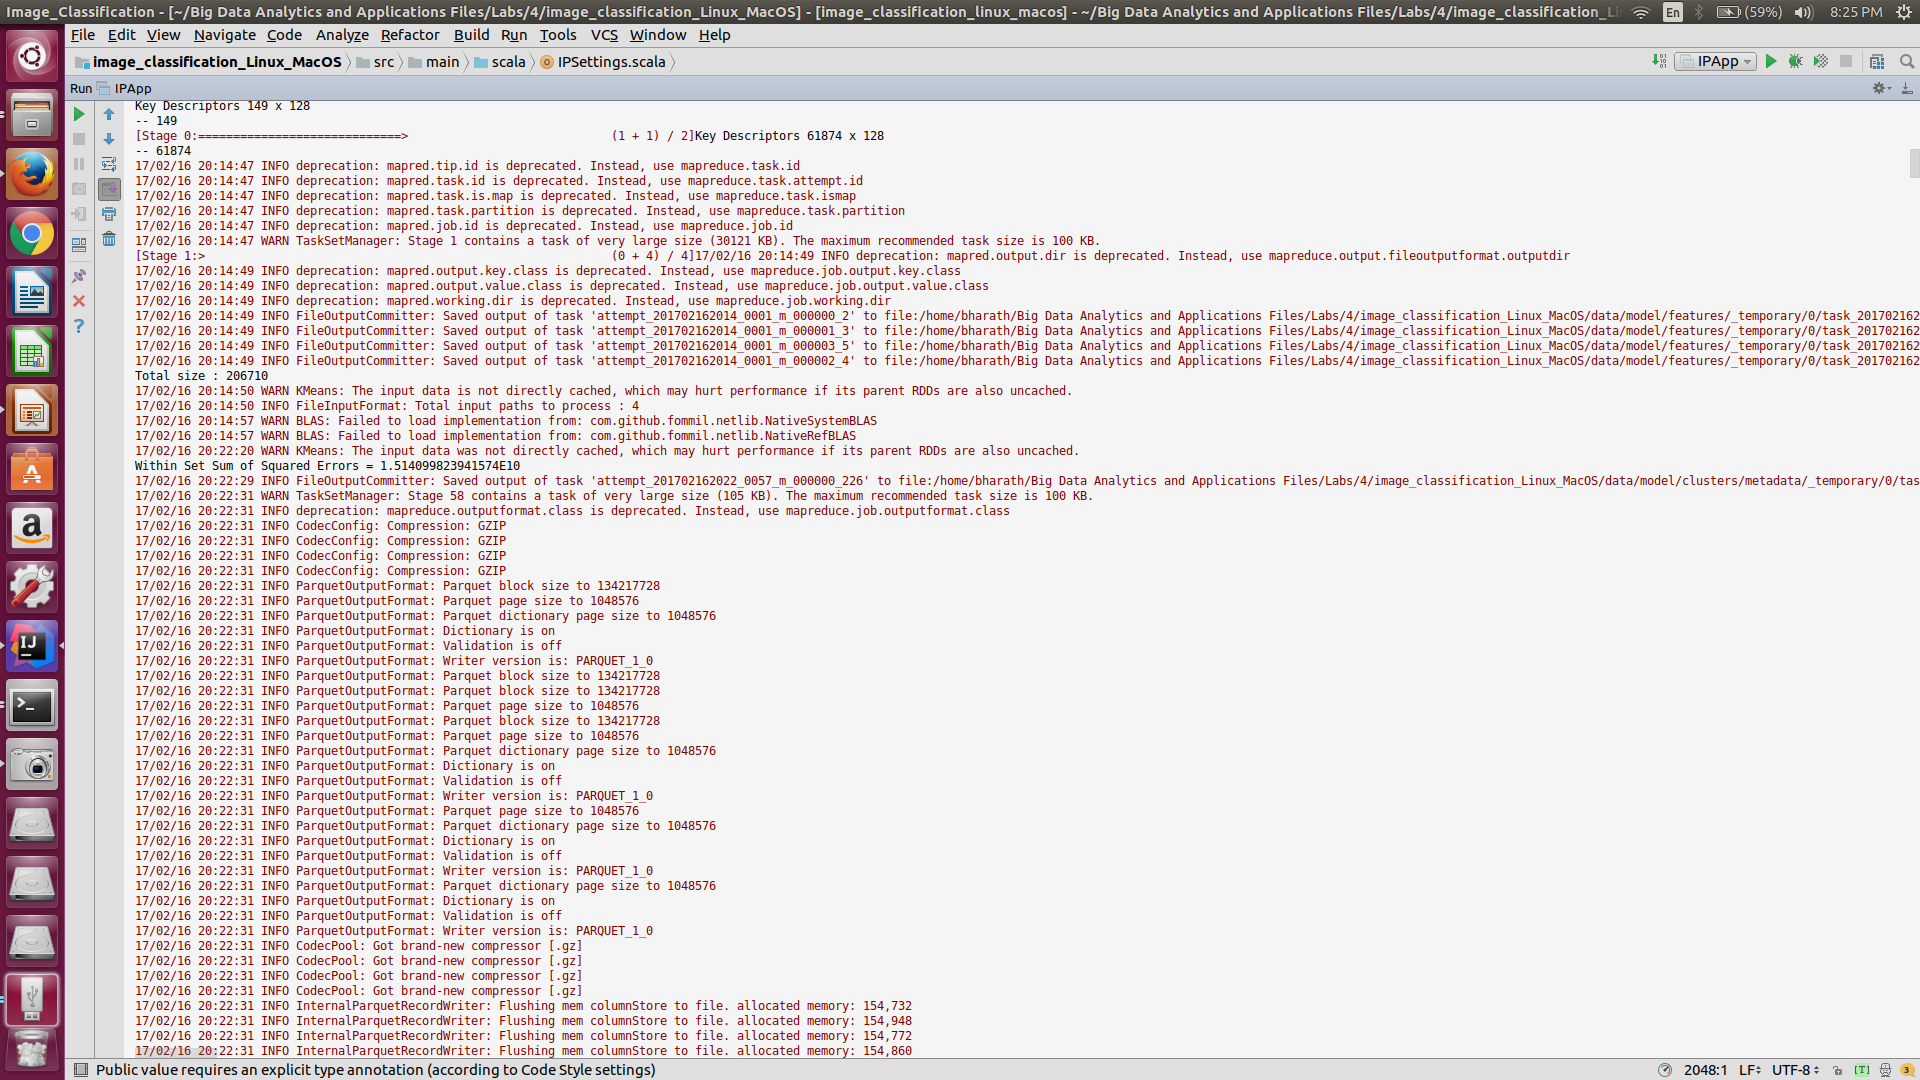 Image_Classification - [~/Big Data Analytics and Applications Files/Labs/4/image_classification_Linux_MacOS] - [image_classification_linux_macos] - ~/Big Data Analytics and Applications Files/Labs/4/image_classification_Li
En
(59%)
8:25 PM
File Edit View Navigate Code Analyze Refactor Build Run Tools VCS Window Help
image_classification_Linux_MacOS src main scala IPSettings.scala
IPApp
Run IPApp
Key Descriptors 149 x 128
-- 149
[Stage 0:=============================> (1 + 1) / 2]Key Descriptors 61874 x 128
-- 61874
17/02/16 20:14:47 INFO deprecation: mapred.tip.id is deprecated. Instead, use mapreduce.task.id
17/02/16 20:14:47 INFO deprecation: mapred.task.id is deprecated. Instead, use mapreduce.task.attempt.id
17/02/16 20:14:47 INFO deprecation: mapred.task.is.map is deprecated. Instead, use mapreduce.task.ismap
17/02/16 20:14:47 INFO deprecation: mapred.task.partition is deprecated. Instead, use mapreduce.task.partition
17/02/16 20:14:47 INFO deprecation: mapred.job.id is deprecated. Instead, use mapreduce.job.id
17/02/16 20:14:47 WARN TaskSetManager: Stage 1 contains a task of very large size (30121 KB). The maximum recommended task size is 100 KB.
[Stage 1:> (0 + 4) / 4]17/02/16 20:14:49 INFO deprecation: mapred.output.dir is deprecated. Instead, use mapreduce.output.fileoutputformat.outputdir
17/02/16 20:14:49 INFO deprecation: mapred.output.key.class is deprecated. Instead, use mapreduce.job.output.key.class
17/02/16 20:14:49 INFO deprecation: mapred.output.value.class is deprecated. Instead, use mapreduce.job.output.value.class
17/02/16 20:14:49 INFO deprecation: mapred.working.dir is deprecated. Instead, use mapreduce.job.working.dir
17/02/16 20:14:49 INFO FileOutputCommitter: Saved output of task 'attempt_201702162014_0001_m_000000_2' to file:/home/bharath/Big Data Analytics and Applications Files/Labs/4/image_classification_Linux_MacOS/data/model/features/_temporary/0/task_201702162
17/02/16 20:14:49 INFO FileOutputCommitter: Saved output of task 'attempt_201702162014_0001_m_000001_3' to file:/home/bharath/Big Data Analytics and Applications Files/Labs/4/image_classification_Linux_MacOS/data/model/features/_temporary/0/task_201702162
17/02/16 20:14:49 INFO FileOutputCommitter: Saved output of task 'attempt_201702162014_0001_m_000003_5' to file:/home/bharath/Big Data Analytics and Applications Files/Labs/4/image_classification_Linux_MacOS/data/model/features/_temporary/0/task_201702162
17/02/16 20:14:49 INFO FileOutputCommitter: Saved output of task 'attempt_201702162014_0001_m_000002_4' to file:/home/bharath/Big Data Analytics and Applications Files/Labs/4/image_classification_Linux_MacOS/data/model/features/_temporary/0/task_201702162
Total size : 206710
17/02/16 20:14:50 WARN KMeans: The input data is not directly cached, which may hurt performance if its parent RDDs are also uncached.
17/02/16 20:14:50 INFO FileInputFormat: Total input paths to process : 4
17/02/16 20:14:57 WARN BLAS: Failed to load implementation from: com.github.fommil.netlib.NativeSystemBLAS
17/02/16 20:14:57 WARN BLAS: Failed to load implementation from: com.github.fommil.netlib.NativeRefBLAS
17/02/16 20:22:20 WARN KMeans: The input data was not directly cached, which may hurt performance if its parent RDDs are also uncached.
Within Set Sum of Squared Errors = 1.514099823941574E10
17/02/16 20:22:29 INFO FileOutputCommitter: Saved output of task 'attempt_201702162022_0057_m_000000_226' to file:/home/bharath/Big Data Analytics and Applications Files/Labs/4/image_classification_Linux_MacOS/data/model/clusters/metadata/_temporary/0/tas
17/02/16 20:22:31 WARN TaskSetManager: Stage 58 contains a task of very large size (105 KB). The maximum recommended task size is 100 KB.
17/02/16 20:22:31 INFO deprecation: mapreduce.outputformat.class is deprecated. Instead, use mapreduce.job.outputformat.class
17/02/16 20:22:31 INFO CodecConfig: Compression: GZIP
17/02/16 20:22:31 INFO CodecConfig: Compression: GZIP
17/02/16 20:22:31 INFO CodecConfig: Compression: GZIP
17/02/16 20:22:31 INFO CodecConfig: Compression: GZIP
17/02/16 20:22:31 INFO ParquetOutputFormat: Parquet block size to 134217728
17/02/16 20:22:31 INFO ParquetOutputFormat: Parquet page size to 1048576
17/02/16 20:22:31 INFO ParquetOutputFormat: Parquet dictionary page size to 1048576
17/02/16 20:22:31 INFO ParquetOutputFormat: Dictionary is on
17/02/16 20:22:31 INFO ParquetOutputFormat: Validation is off
17/02/16 20:22:31 INFO ParquetOutputFormat: Writer version is: PARQUET_1_0
17/02/16 20:22:31 INFO ParquetOutputFormat: Parquet block size to 134217728
17/02/16 20:22:31 INFO ParquetOutputFormat: Parquet block size to 134217728
17/02/16 20:22:31 INFO ParquetOutputFormat: Parquet page size to 1048576
17/02/16 20:22:31 INFO ParquetOutputFormat: Parquet block size to 134217728
17/02/16 20:22:31 INFO ParquetOutputFormat: Parquet page size to 1048576
17/02/16 20:22:31 INFO ParquetOutputFormat: Parquet dictionary page size to 1048576
17/02/16 20:22:31 INFO ParquetOutputFormat: Dictionary is on
17/02/16 20:22:31 INFO ParquetOutputFormat: Validation is off
17/02/16 20:22:31 INFO ParquetOutputFormat: Writer version is: PARQUET_1_0
17/02/16 20:22:31 INFO ParquetOutputFormat: Parquet page size to 1048576
17/02/16 20:22:31 INFO ParquetOutputFormat: Parquet dictionary page size to 1048576
17/02/16 20:22:31 INFO ParquetOutputFormat: Dictionary is on
17/02/16 20:22:31 INFO ParquetOutputFormat: Validation is off
17/02/16 20:22:31 INFO ParquetOutputFormat: Writer version is: PARQUET_1_0
17/02/16 20:22:31 INFO ParquetOutputFormat: Parquet dictionary page size to 1048576
17/02/16 20:22:31 INFO ParquetOutputFormat: Dictionary is on
17/02/16 20:22:31 INFO ParquetOutputFormat: Validation is off
17/02/16 20:22:31 INFO ParquetOutputFormat: Writer version is: PARQUET_1_0
17/02/16 20:22:31 INFO CodecPool: Got brand-new compressor [.gz]
17/02/16 20:22:31 INFO CodecPool: Got brand-new compressor [.gz]
17/02/16 20:22:31 INFO CodecPool: Got brand-new compressor [.gz]
17/02/16 20:22:31 INFO CodecPool: Got brand-new compressor [.gz]
17/02/16 20:22:31 INFO InternalParquetRecordWriter: Flushing mem columnStore to file. allocated memory: 154,732
17/02/16 20:22:31 INFO InternalParquetRecordWriter: Flushing mem columnStore to file. allocated memory: 154,948
17/02/16 20:22:31 INFO InternalParquetRecordWriter: Flushing mem columnStore to file. allocated memory: 154,772
17/02/16 20:22:31 INFO InternalParquetRecordWriter: Flushing mem columnStore to file. allocated memory: 154,860
Public value requires an explicit type annotation (according to Code Style settings)
2048:1 LF UTF-8 [T] 3